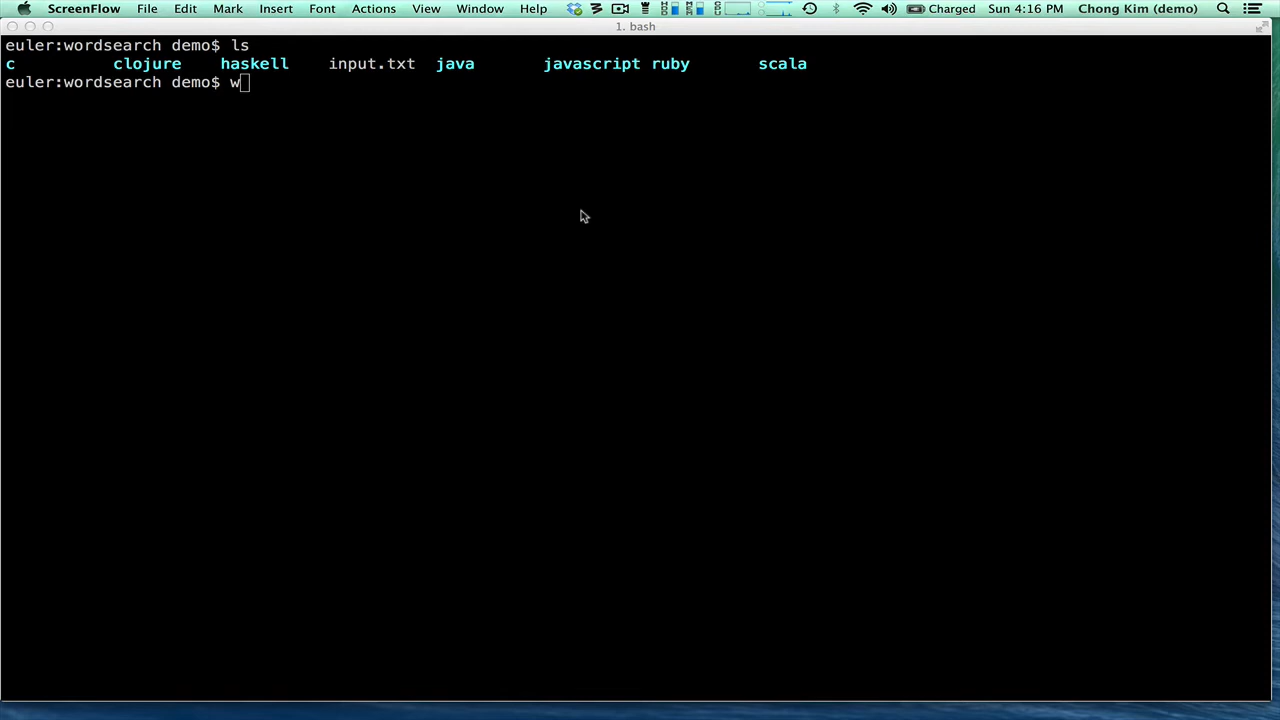 ScreenFlow File Edit Mark Insert Font Actions View Window Help Charged Sun 4:16 PM Chong Kim (demo)
1. bash
euler:wordsearch demo$ ls
c clojure haskell input.txt java javascript ruby scala
euler:wordsearch demo$ w